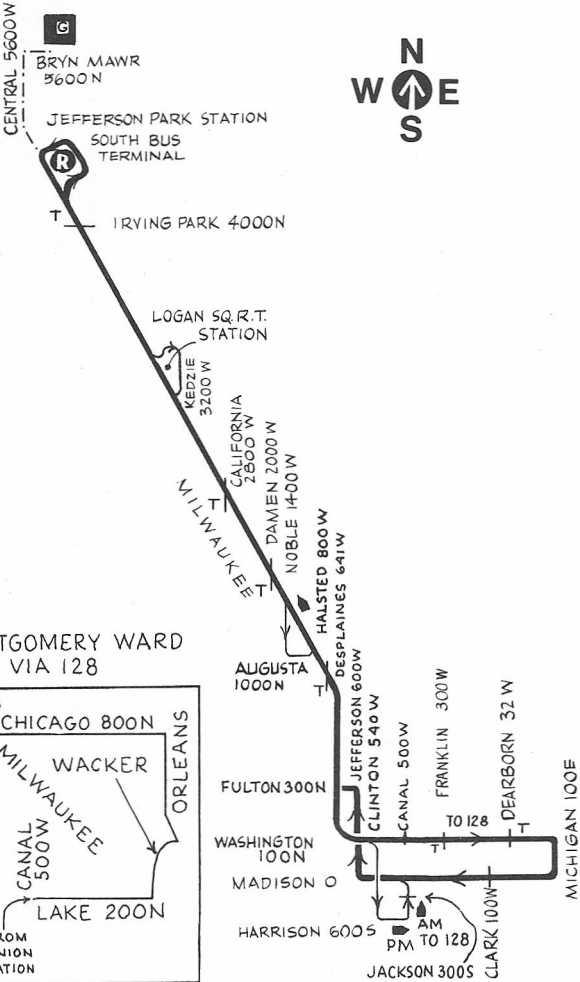 CENTRAL 5600W
G
BRYN MAWR
5600N
N
W E
S
JEFFERSON PARK STATION
SOUTH BUS
TERMINAL
R
T
IRVING PARK 4000N
LOGAN SQ.R.T.
STATION
KEDZIE
3200W
CALIFORNIA
2800W
T
MILWAUKEE
DAMEN 2000W
NOBLE 1400W
T
HALSTED 800W
DESPLAINES 641W
AUGUSTA
1000N
T
JEFFERSON 600W
CLINTON 540W
CANAL 500W
FRANKLIN 300W
DEARBORN 32W
FULTON 300N
TO 128
T
T
WASHINGTON
100N
MICHIGAN 100E
MADISON 0
HARRISON 600S
PM
AM
TO 128
CLARK 100W
JACKSON 300S
TGOMERY WARD
VIA 128
CHICAGO 800N
MILWAUKEE
WACKER
ORLEANS
CANAL
500W
LAKE 200N
ROM
NION
ATION